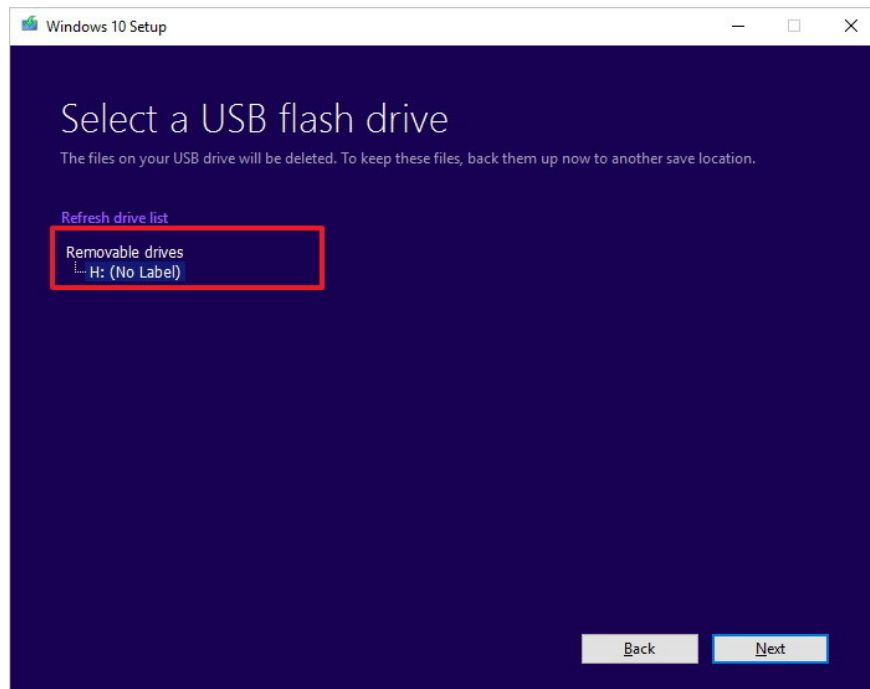 Windows 10 Setup
Select a USB flash drive
The files on your USB drive will be deleted. To keep these files, back them up now to another save location.
Refresh drive list
Removable drives
H: (No Label)
Back Next